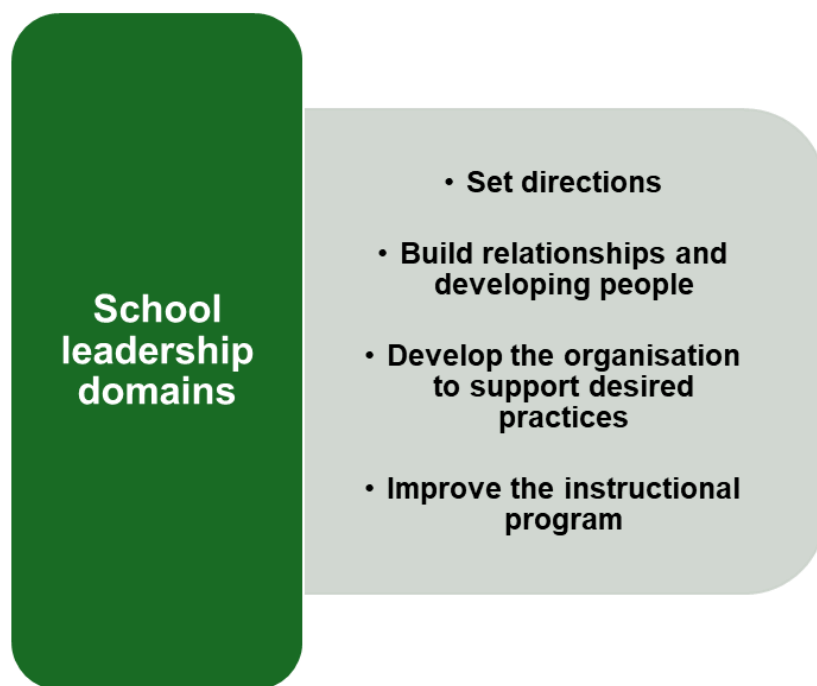 School
leadership
domains
• Set directions
• Build relationships and
developing people
• Develop the organisation
to support desired
practices
• Improve the instructional
program